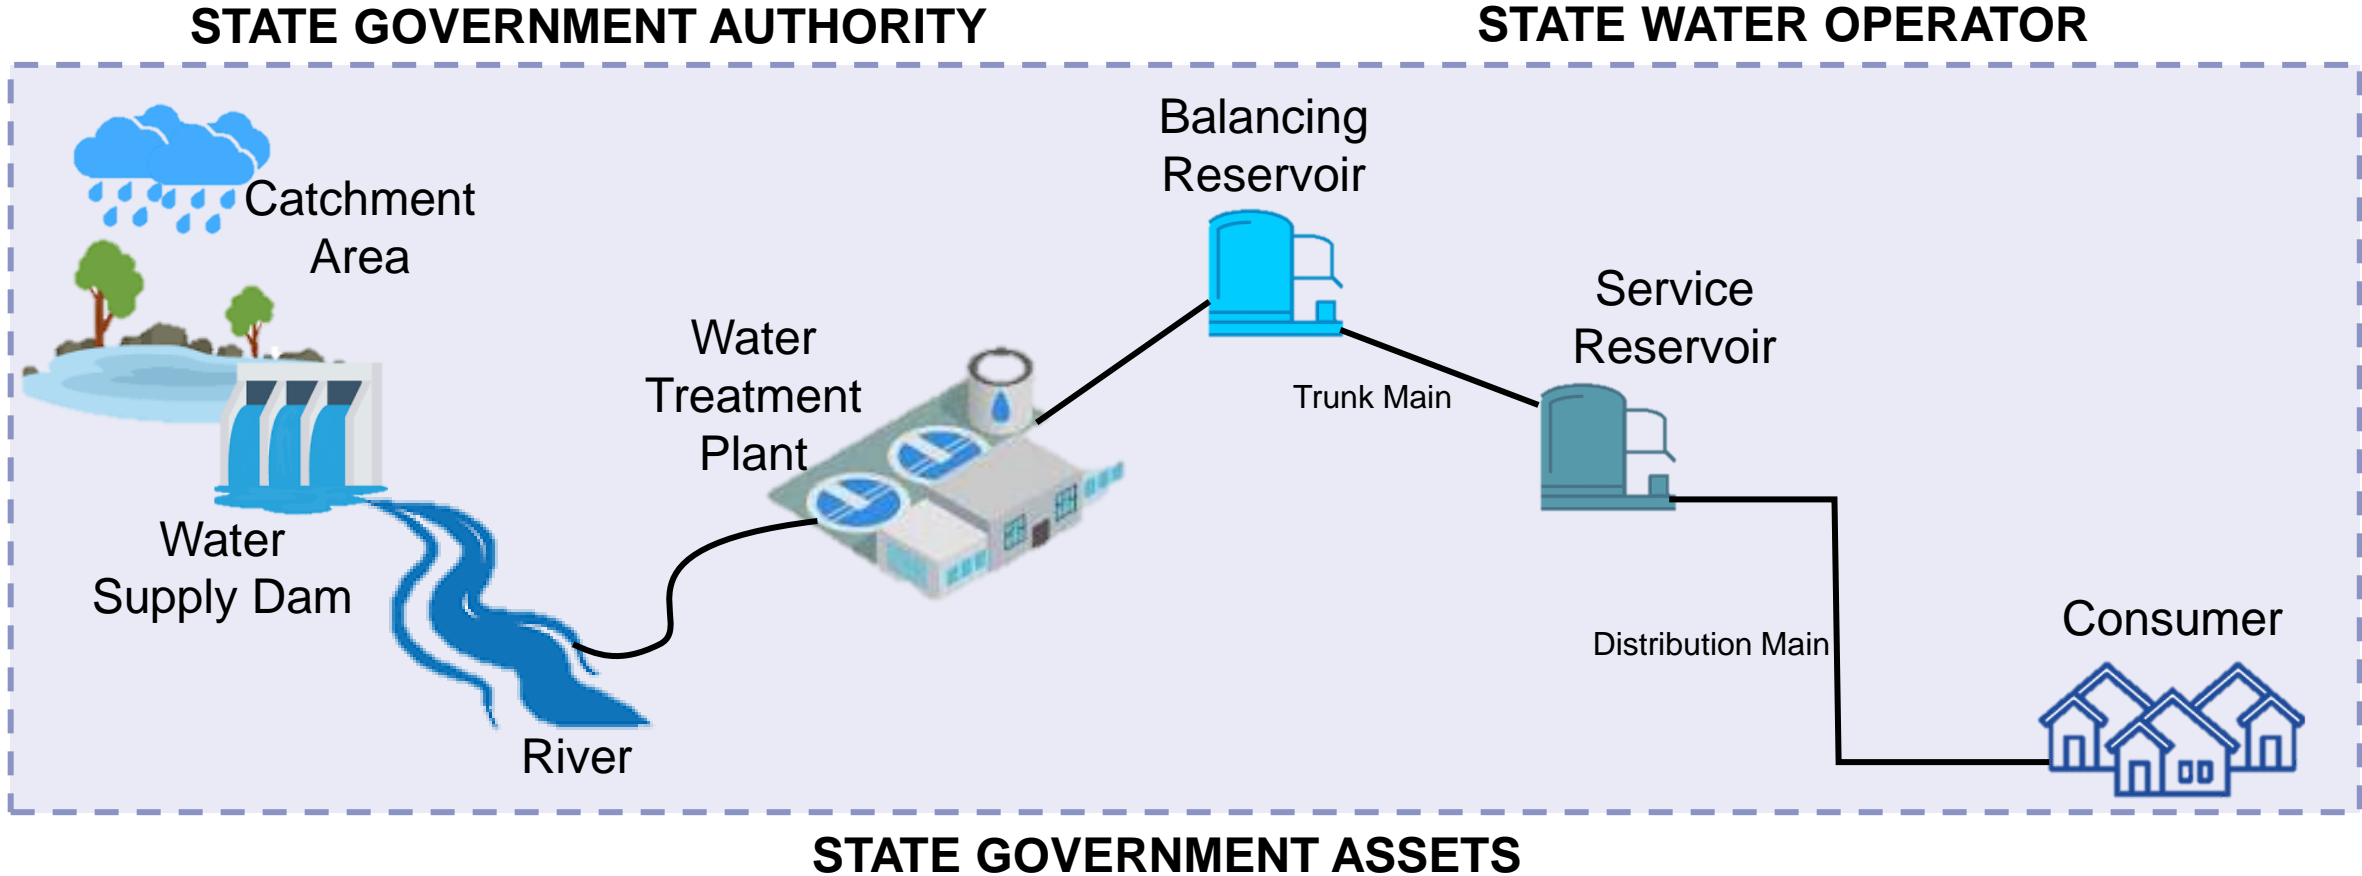 STATE GOVERNMENT AUTHORITY
STATE WATER OPERATOR
Catchment
Area
Water
Supply Dam
River
Water
Treatment
Plant
Balancing
Reservoir
Trunk Main
Service
Reservoir
Distribution Main
Consumer
STATE GOVERNMENT ASSETS